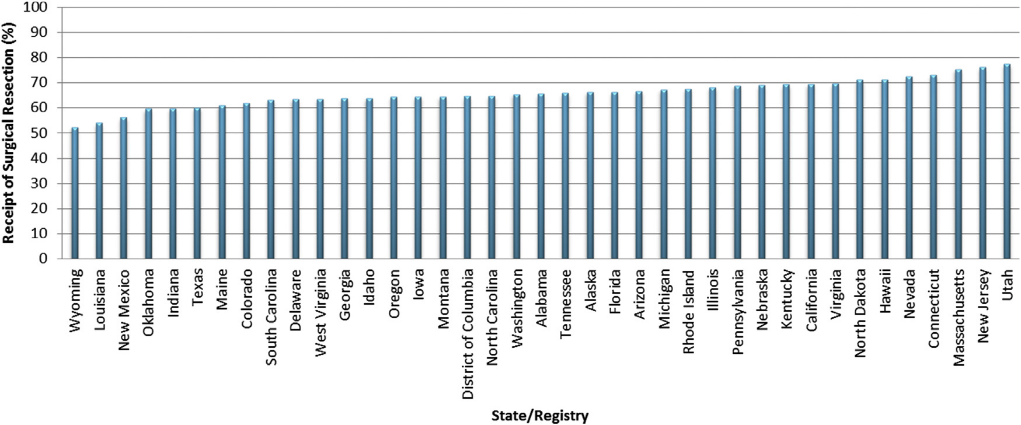 Receipt of Surgical Resection (%)
100
90
80
70
60
50
40
30
20
10
0
Wyoming
Louisiana
New Mexico
Oklahoma
Indiana
Texas
Maine
Colorado
South Carolina
Delaware
West Virginia
Georgia
Idaho
Oregon
Iowa
Montana
District of Columbia
North Carolina
Washington
Alabama
Tennessee
Alaska
Florida
Arizona
Michigan
Rhode Island
Illinois
Pennsylvania
Nebraska
Kentucky
California
Virginia
North Dakota
Hawaii
Nevada
Connecticut
Massachusetts
New Jersey
Utah
State/Registry